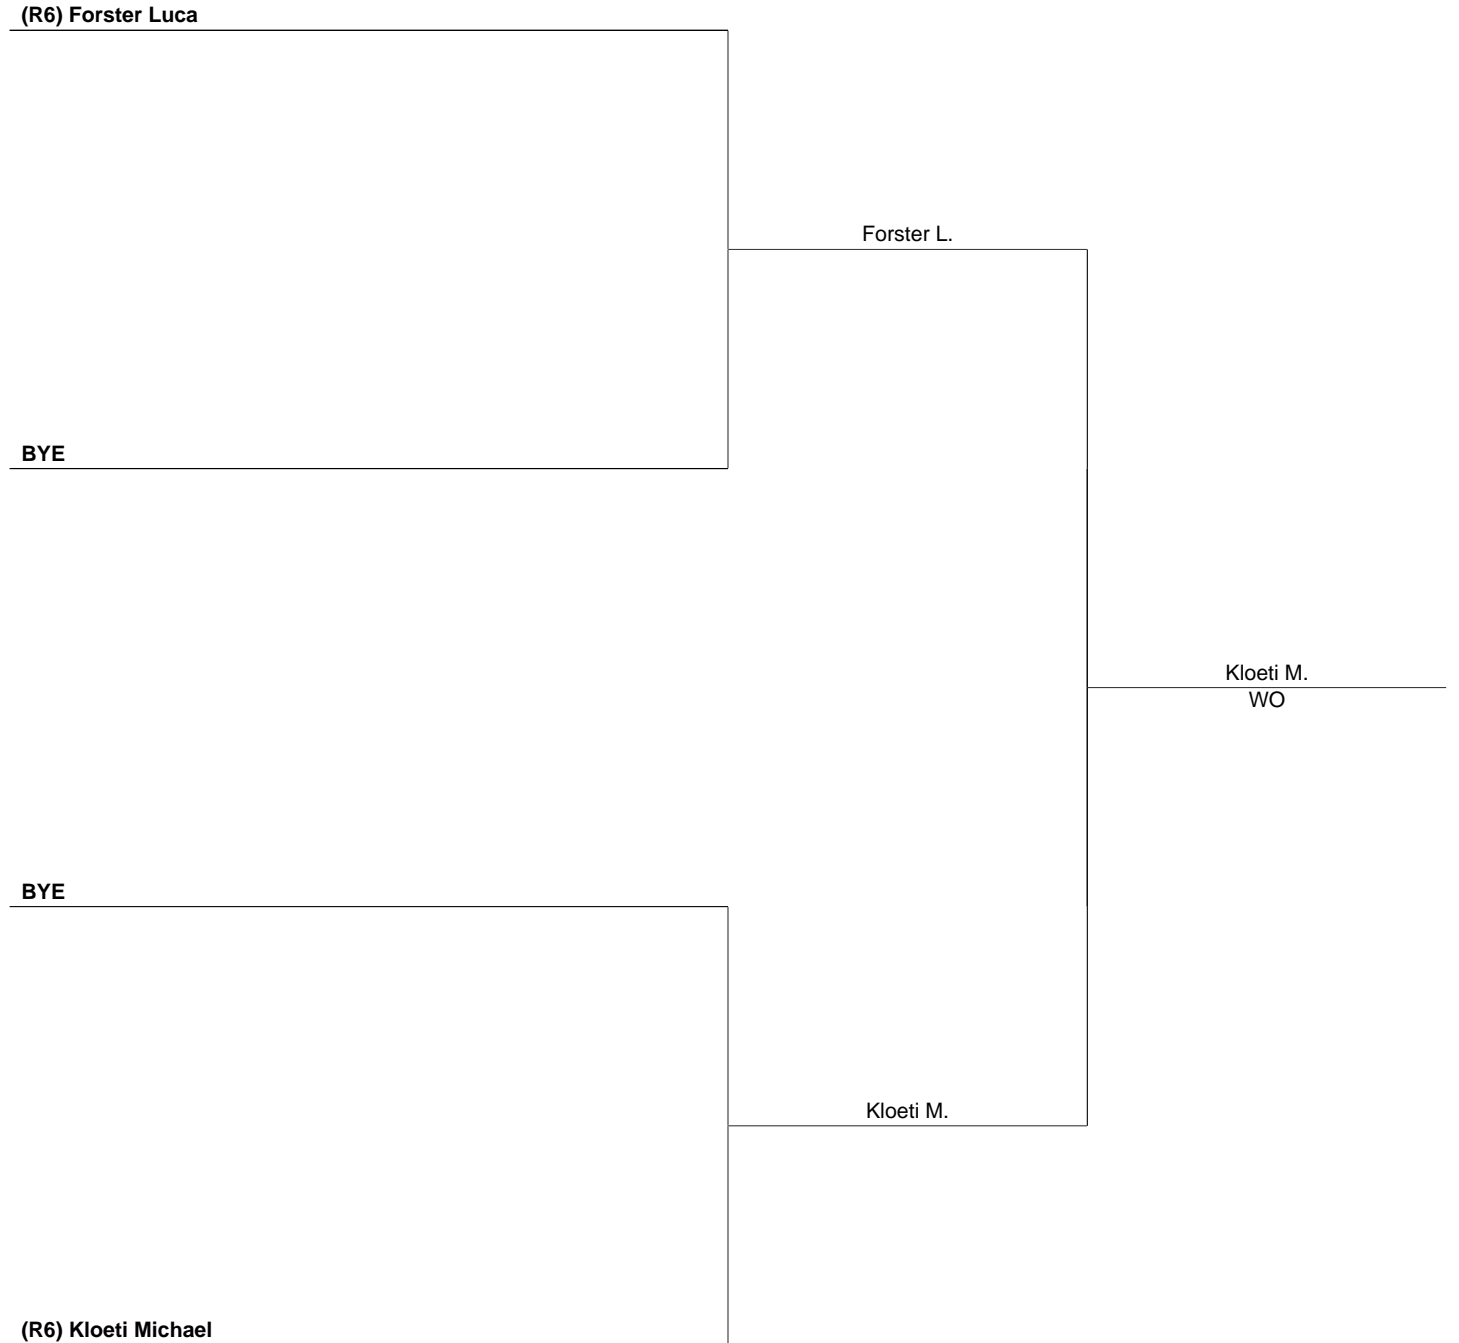 (R6) Forster Luca
Forster L.
BYE
Kloeti M.
WO
BYE
Kloeti M.
(R6) Kloeti Michael